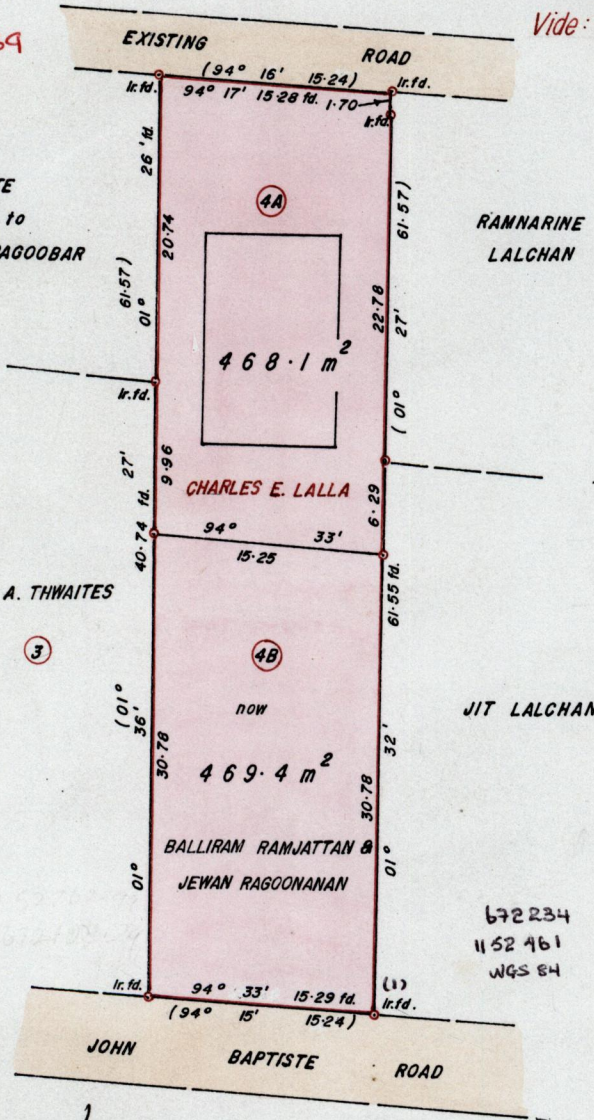 Vide:
69
EXISTING ROAD
(94° 16' 15·24)
Ir.fd. 94° 17' 15·28 fd. 1·70 Ir.fd.
Ir.fd.
26' fd.
4A
20·74
61·57)
01°
TE
to
AGOOBAR
RAMNARINE
LALCHAN
61·57)
22·78
27'
(01°
468·1 m²
Ir.fd.
27'
9·96
fd.
40·74
CHARLES E. LALLA
6·29
94° 33'
15·25
61·55 fd.
A. THWAITES
3
4B
now
(01°
36'
30·78
01°
469·4 m²
JIT LALCHAN
32'
30·78
01°
BALLIRAM RAMJATTAN &
JEWAN RAGOONANAN
672234
1152461
WGS 84
(1)
Ir.fd. 94° 33' 15·29 fd. Ir.fd.
(94° 15' 15·24)
JOHN BAPTISTE ROAD
1